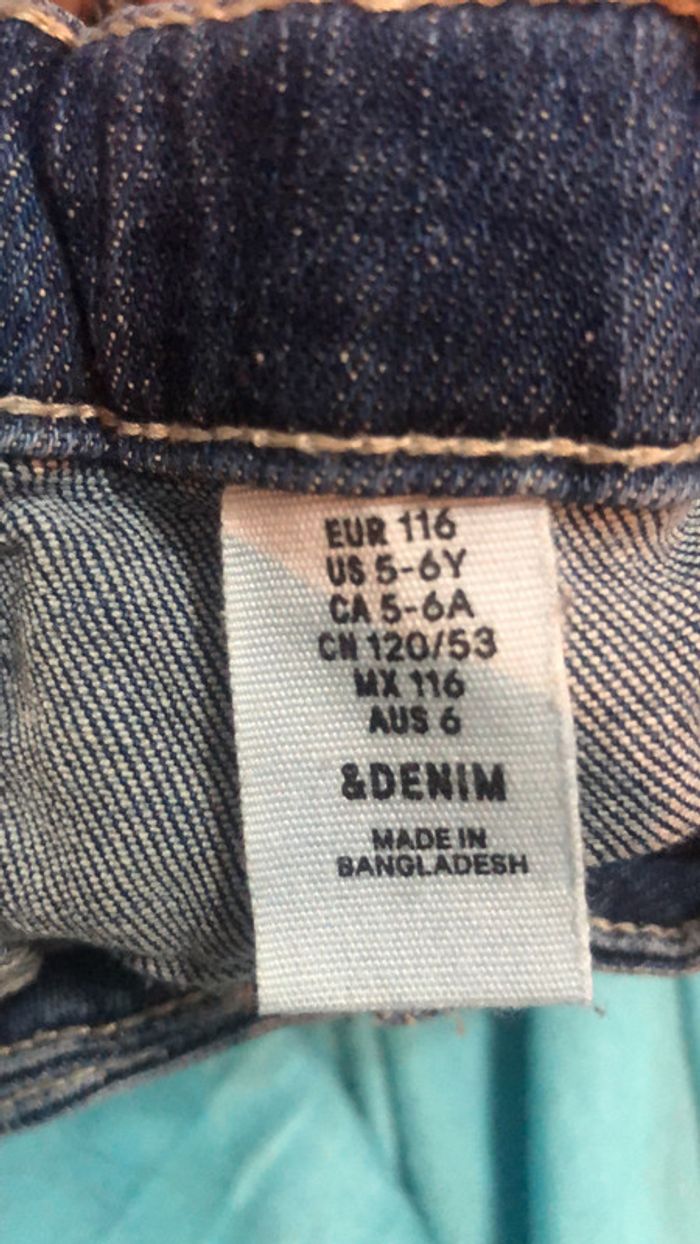 EUR 116
US 5-6Y
CA 5-6A
CN 120/53
MX 116
AUS 6
&DENIM
MADE IN
BANGLADESH